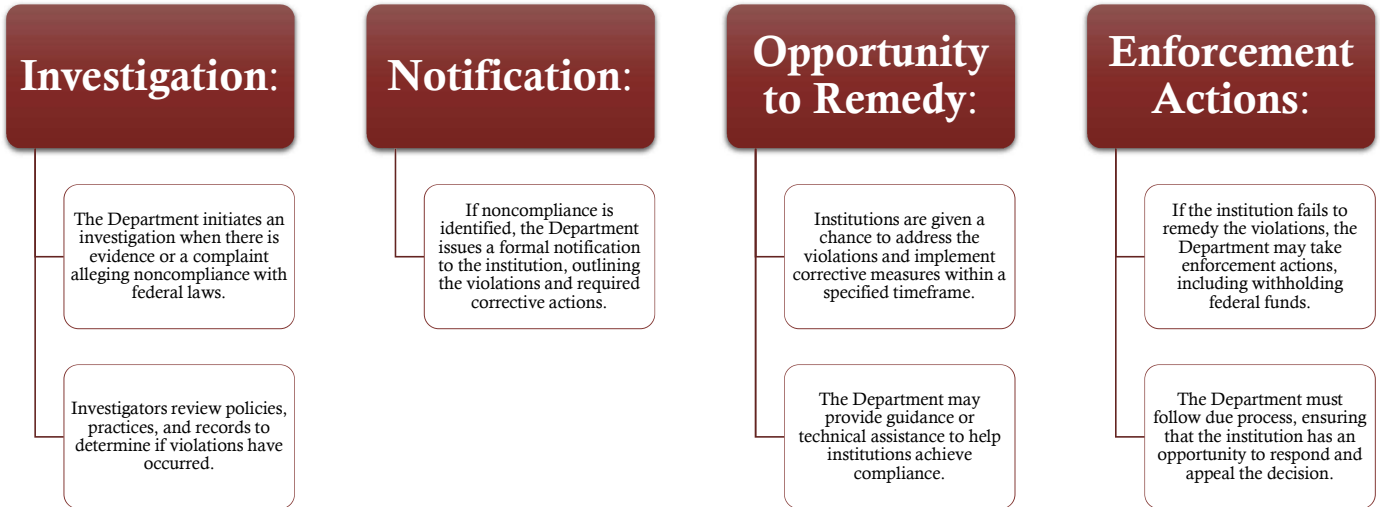 Investigation:
The Department initiates an
investigation when there is
evidence or a complaint
alleging noncompliance with
federal laws.
Investigators review policies,
practices, and records to
determine if violations have
occurred.
Notification:
If noncompliance is
identified, the Department
issues a formal notification
to the institution, outlining
the violations and required
corrective actions.
Opportunity
to Remedy:
Institutions are given a
chance to address the
violations and implement
corrective measures within a
specified timeframe.
The Department may
provide guidance or
technical assistance to help
institutions achieve
compliance.
Enforcement
Actions:
If the institution fails to
remedy the violations, the
Department may take
enforcement actions,
including withholding
federal funds.
The Department must
follow due process, ensuring
that the institution has an
opportunity to respond and
appeal the decision.